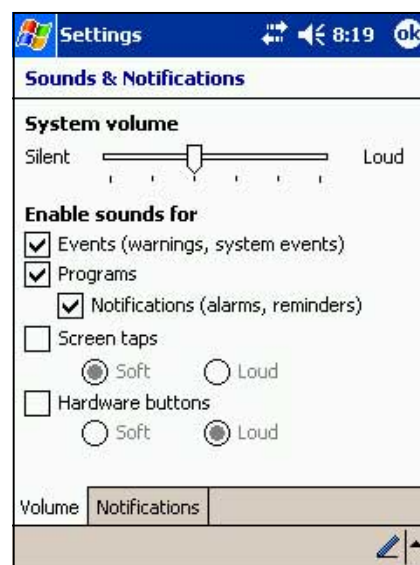 Settings 8:19 ok
Sounds & Notifications
System volume
Silent Loud
Enable sounds for
Events (warnings, system events)
Programs
Notifications (alarms, reminders)
Screen taps
Soft Loud
Hardware buttons
Soft Loud
Volume Notifications